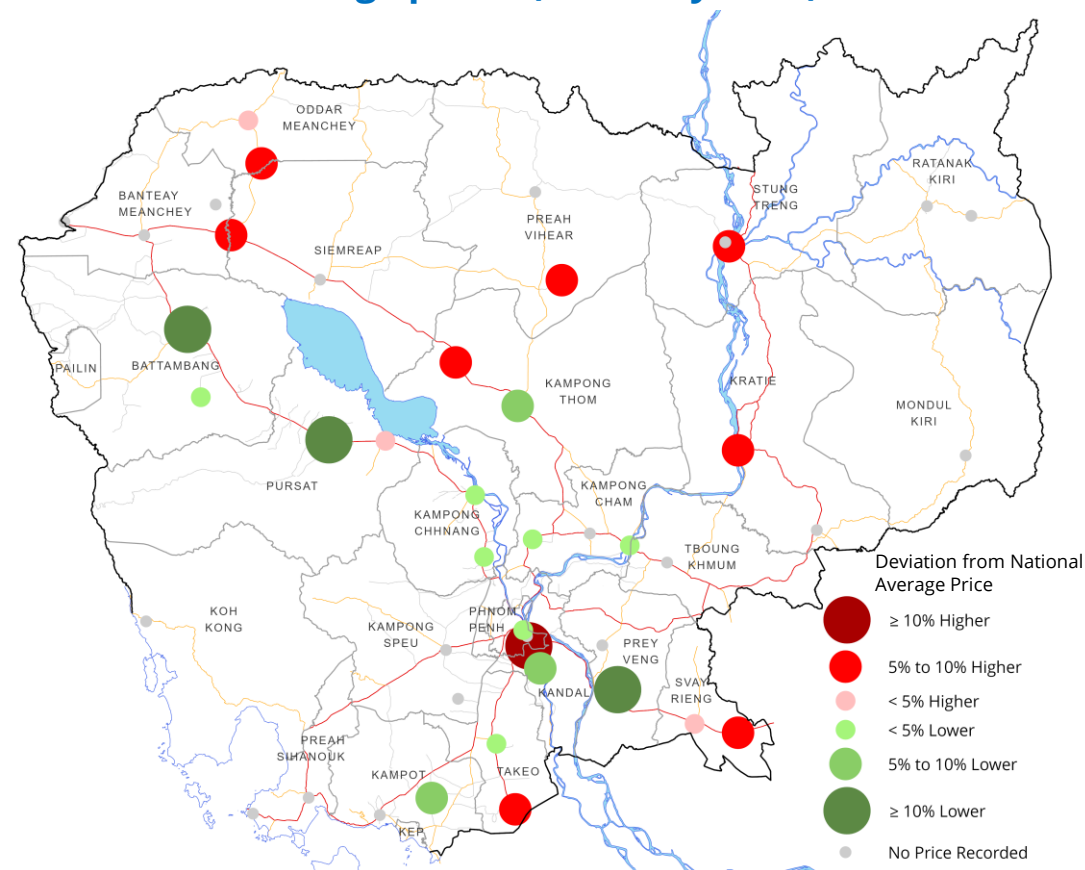 ODDAR
MEANCHEY
RATANAK
KIRI
STUNG
TRENG
BANTEAY
MEANCHEY
PREAH
VIHEAR
SIEMREAP
PAILIN
BATTAMBANG
KAMPONG
THOM
KRATIE
MONDUL
KIRI
PURSAT
KAMPONG
CHAM
KAMPONG
CHHNANG
TBOUNG
KHMUM
Deviation from National
Average Price
≥ 10% Higher
5% to 10% Higher
< 5% Higher
< 5% Lower
5% to 10% Lower
≥ 10% Lower
No Price Recorded
KOH
KONG
KAMPONG
SPEU
PHNOM
PENH
PREY
VENG
KANDAL
SVAY
RIENG
PREAH
SIHANOUK
KAMPOT
TAKEO
KEP